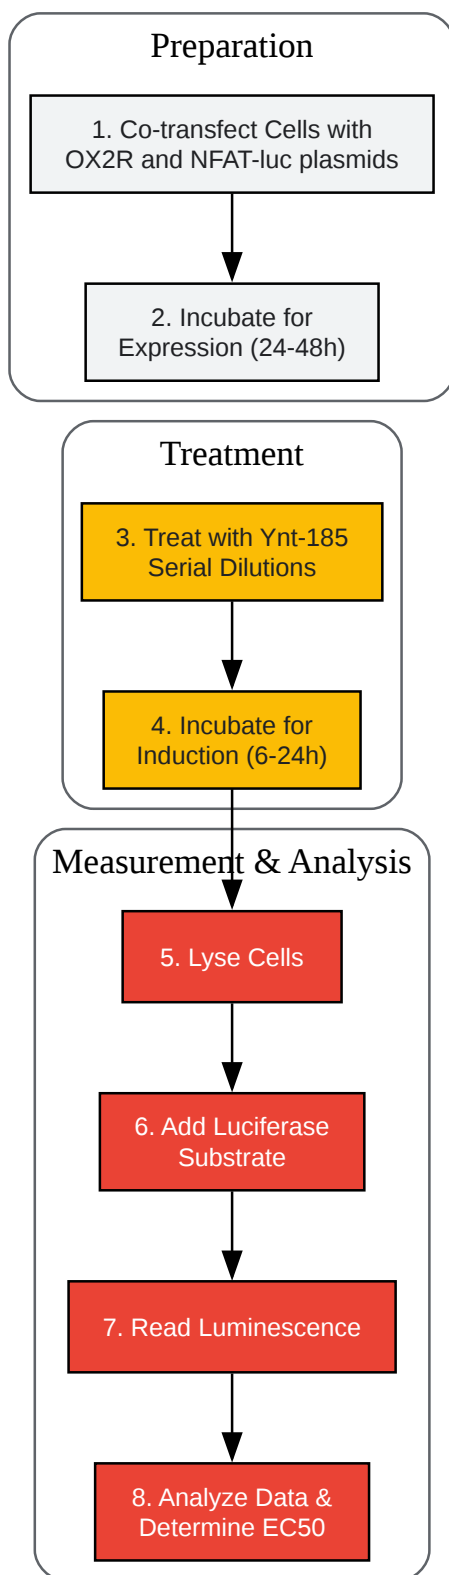 Preparation
1. Co-transfect Cells with
OX2R and NFAT-luc plasmids
2. Incubate for
Expression (24-48h)
Treatment
3. Treat with Ynt-185
Serial Dilutions
4. Incubate for
Induction (6-24h)
Measurement & Analysis
5. Lyse Cells
6. Add Luciferase
Substrate
7. Read Luminescence
8. Analyze Data &
Determine EC50